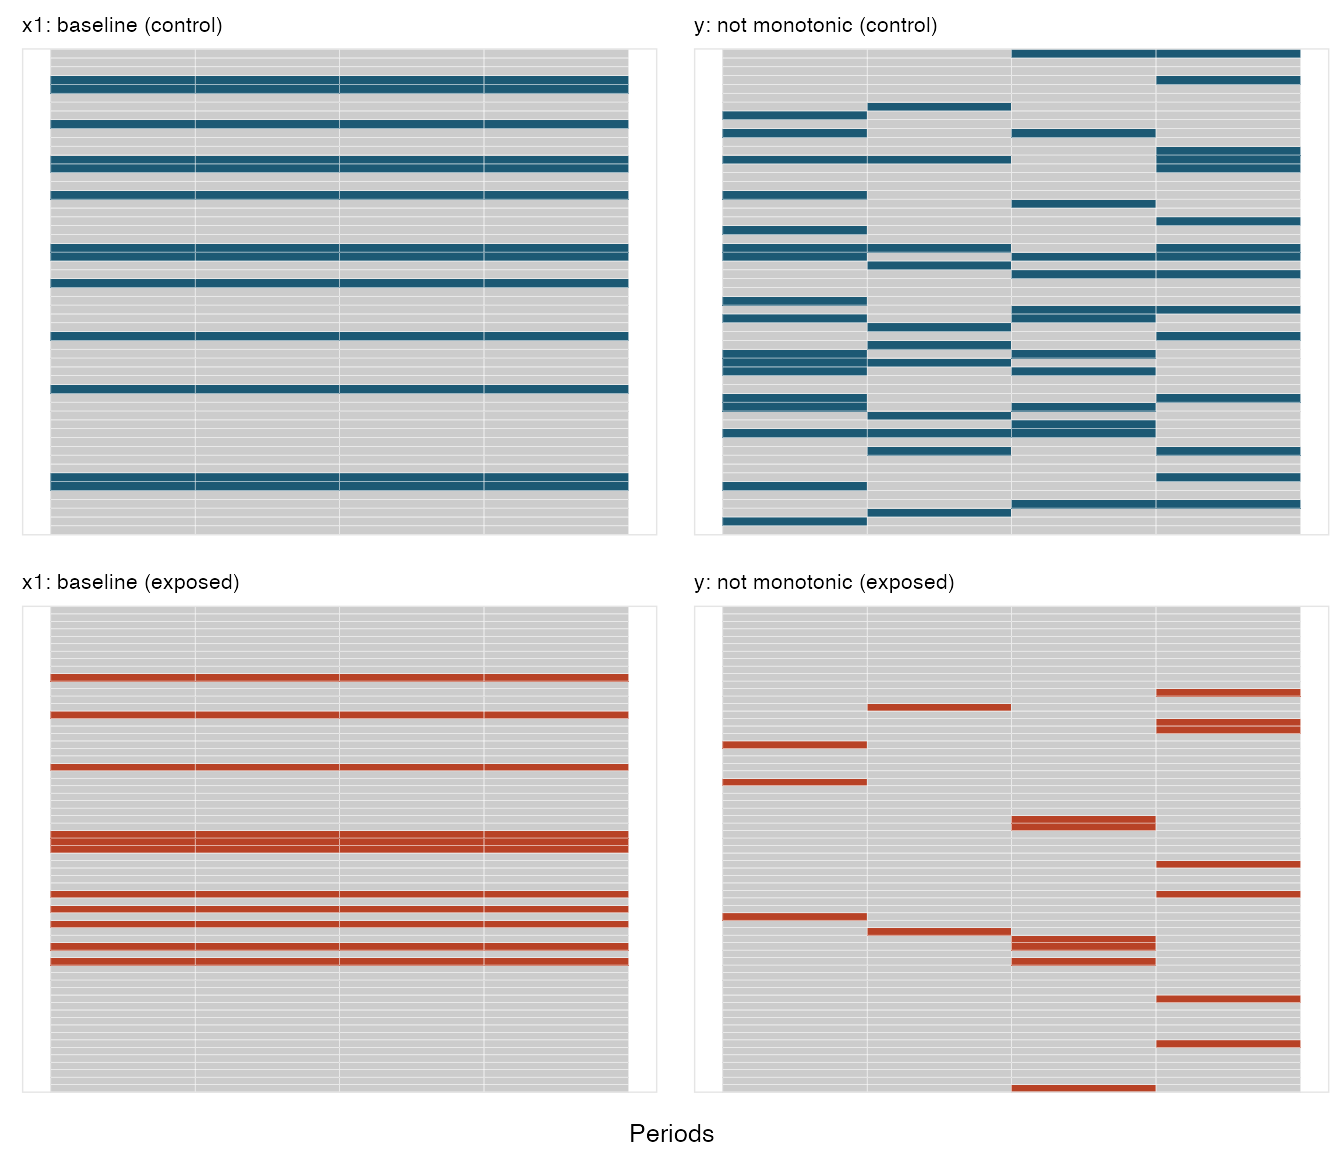 x1: baseline (control)
y: not monotonic (control)
x1: baseline (exposed)
y: not monotonic (exposed)
Periods